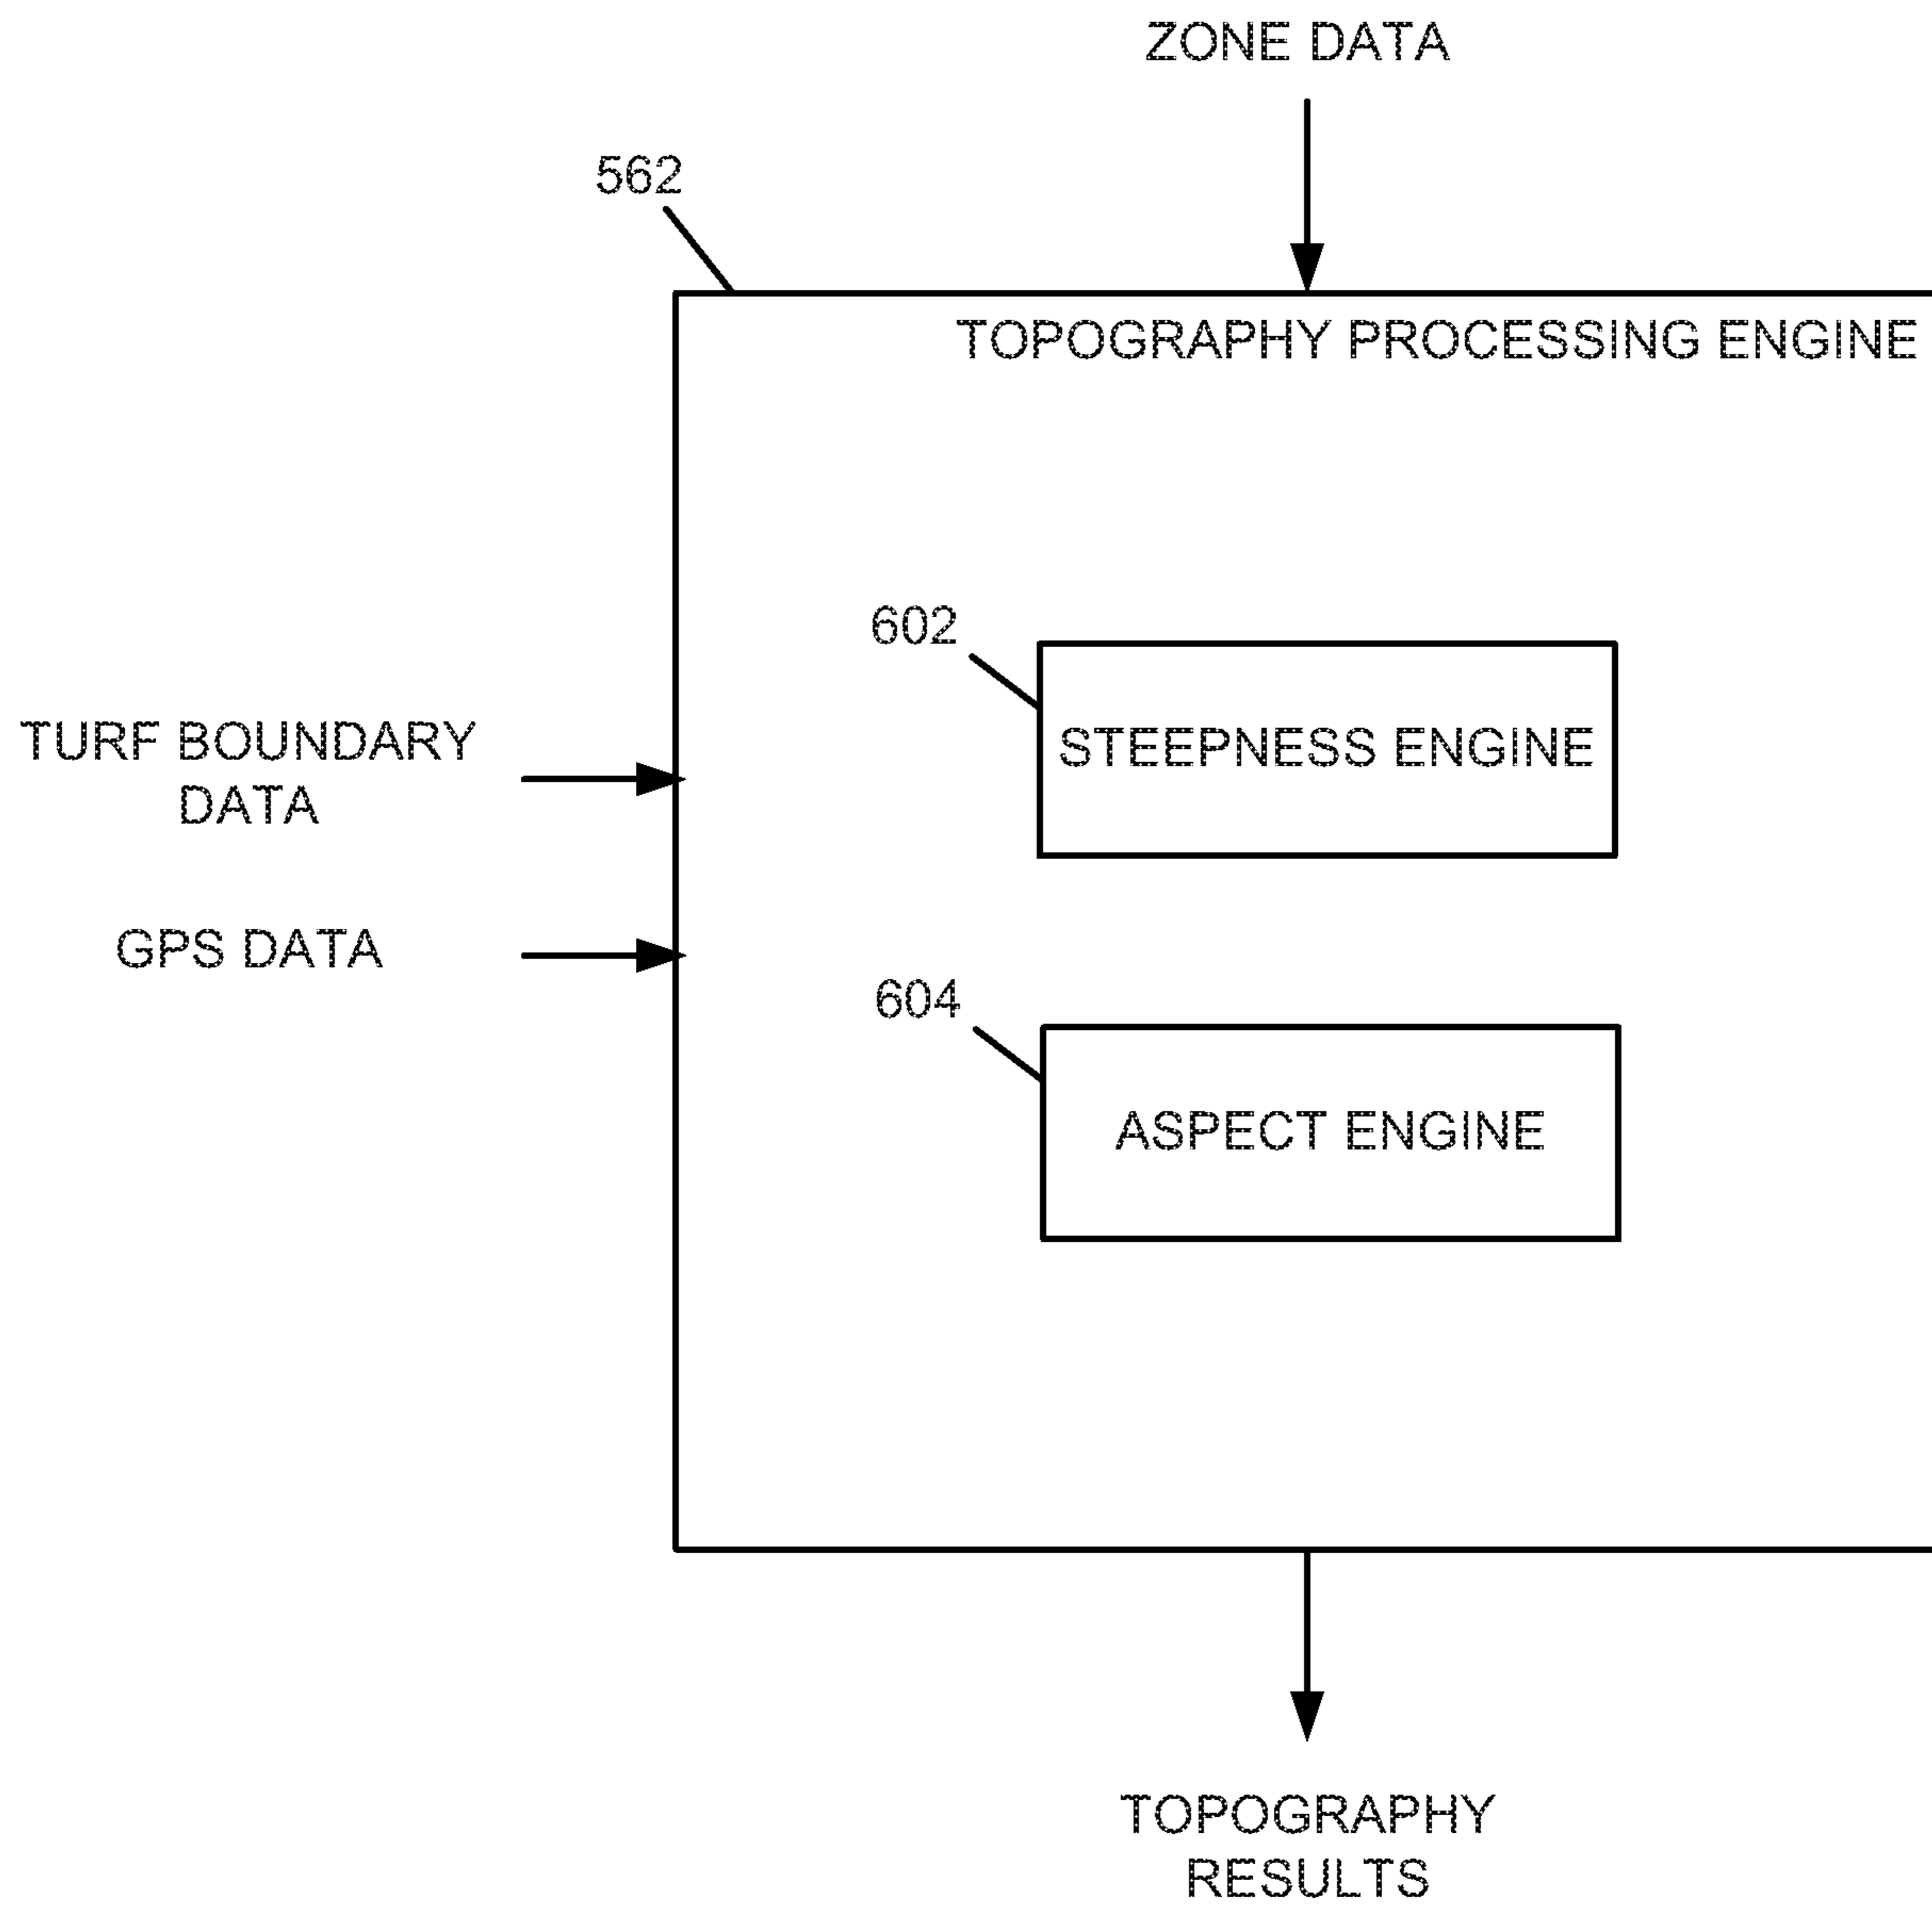 ZONE DATA
562
TOPOGRAPHY PROCESSING ENGINE
602
STEEPNESS ENGINE
TURF BOUNDARY
DATA
GPS DATA
604
ASPECT ENGINE
TOPOGRAPHY
RESULTS